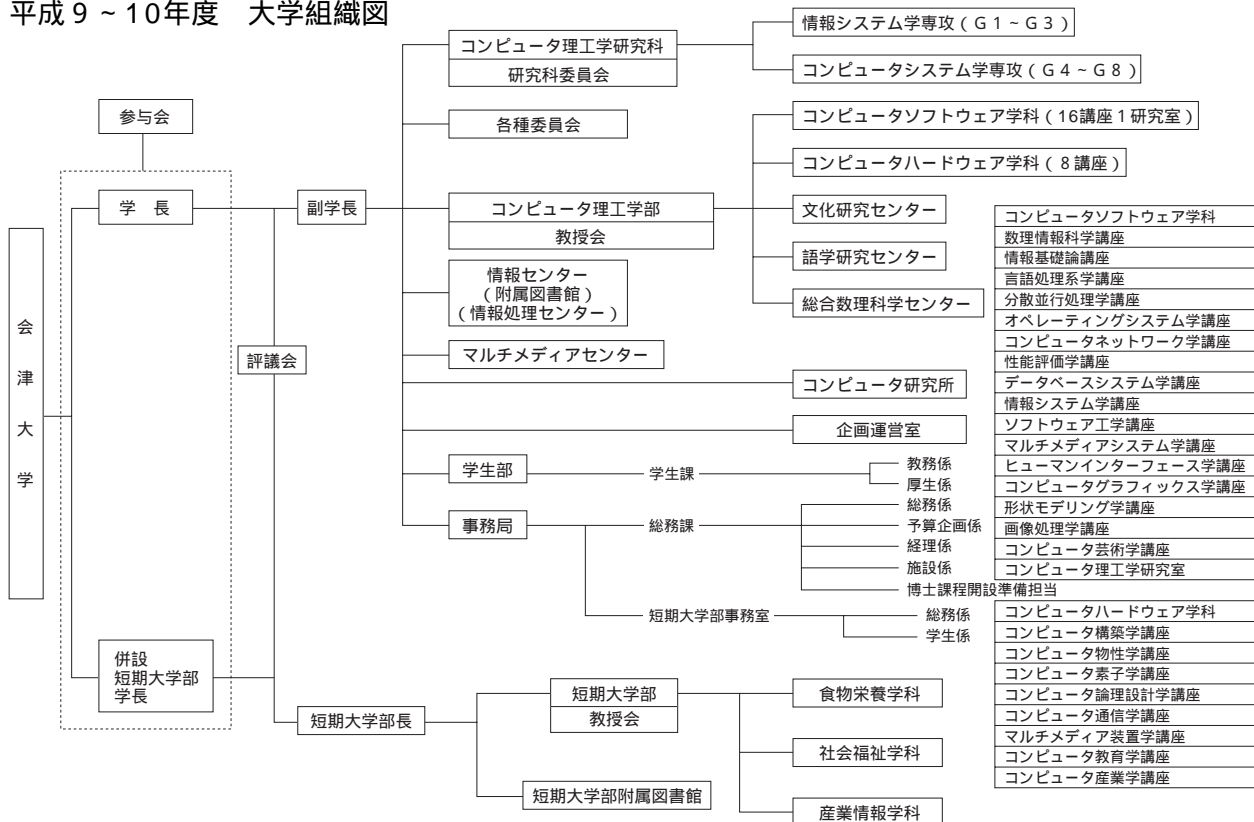 平成9~10年度　大学組織図
会津大学
参与会
学　長
併設
短期大学部
学長
評議会
副学長
短期大学部長
コンピュータ理工学研究科
研究科委員会
各種委員会
コンピュータ理工学部
教授会
情報センター
(附属図書館)
(情報処理センター)
マルチメディアセンター
学生部
事務局
学生課
総務課
短期大学部事務室
教務係
厚生係
総務係
予算企画係
経理係
施設係
博士課程開設準備担当
総務係
学生係
情報システム学専攻(G1~G3)
コンピュータシステム学専攻(G4~G8)
コンピュータソフトウェア学科(16講座1研究室)
コンピュータハードウェア学科(8講座)
文化研究センター
語学研究センター
総合数理科学センター
コンピュータ研究所
企画運営室
短期大学部
教授会
短期大学部附属図書館
食物栄養学科
社会福祉学科
産業情報学科
コンピュータソフトウェア学科
数理情報科学講座
情報基礎論講座
言語処理系学講座
分散並行処理学講座
オペレーティングシステム学講座
コンピュータネットワーク学講座
性能評価学講座
データベースシステム学講座
情報システム学講座
ソフトウェア工学講座
マルチメディアシステム学講座
ヒューマンインターフェース学講座
コンピュータグラフィックス学講座
形状モデリング学講座
画像処理学講座
コンピュータ芸術学講座
コンピュータ理工学研究室
コンピュータハードウェア学科
コンピュータ構築学講座
コンピュータ物性学講座
コンピュータ素子学講座
コンピュータ論理設計学講座
コンピュータ通信学講座
マルチメディア装置学講座
コンピュータ教育学講座
コンピュータ産業学講座